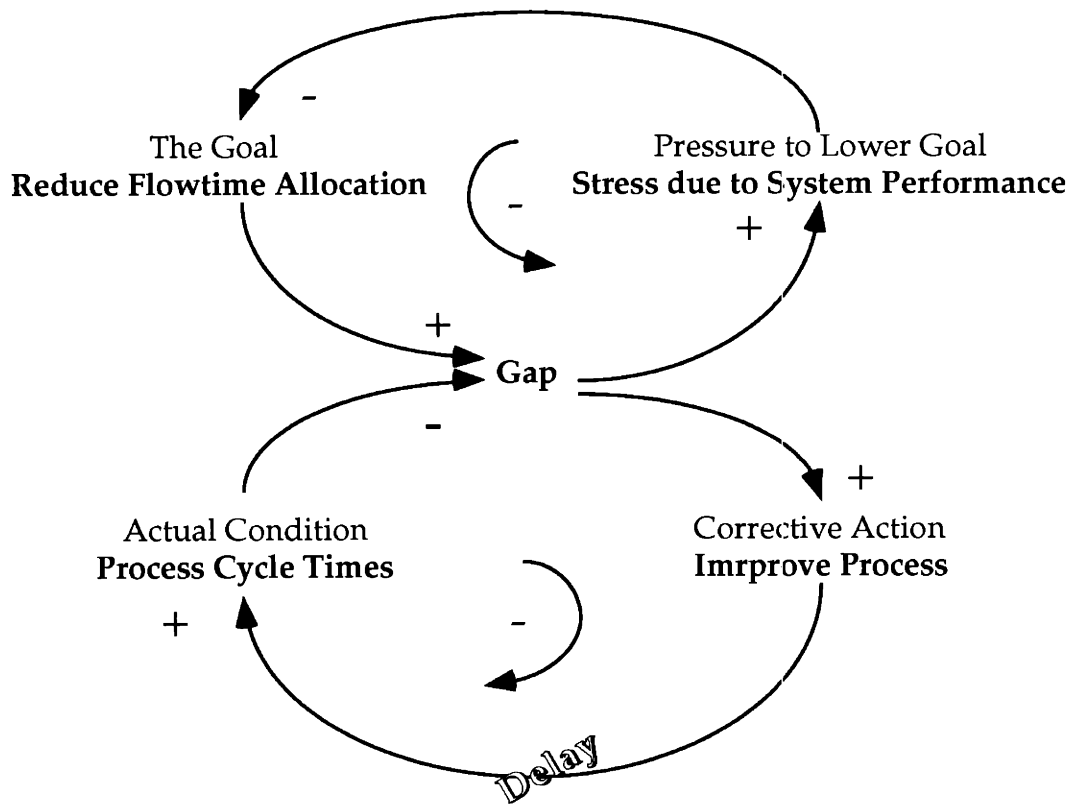 -
The Goal
Reduce Flowtime Allocation
Pressure to Lower Goal
Stress due to System Performance
-
+
+
Gap
-
+
Actual Condition
Process Cycle Times
Corrective Action
Imrprove Process
+
-
Delay